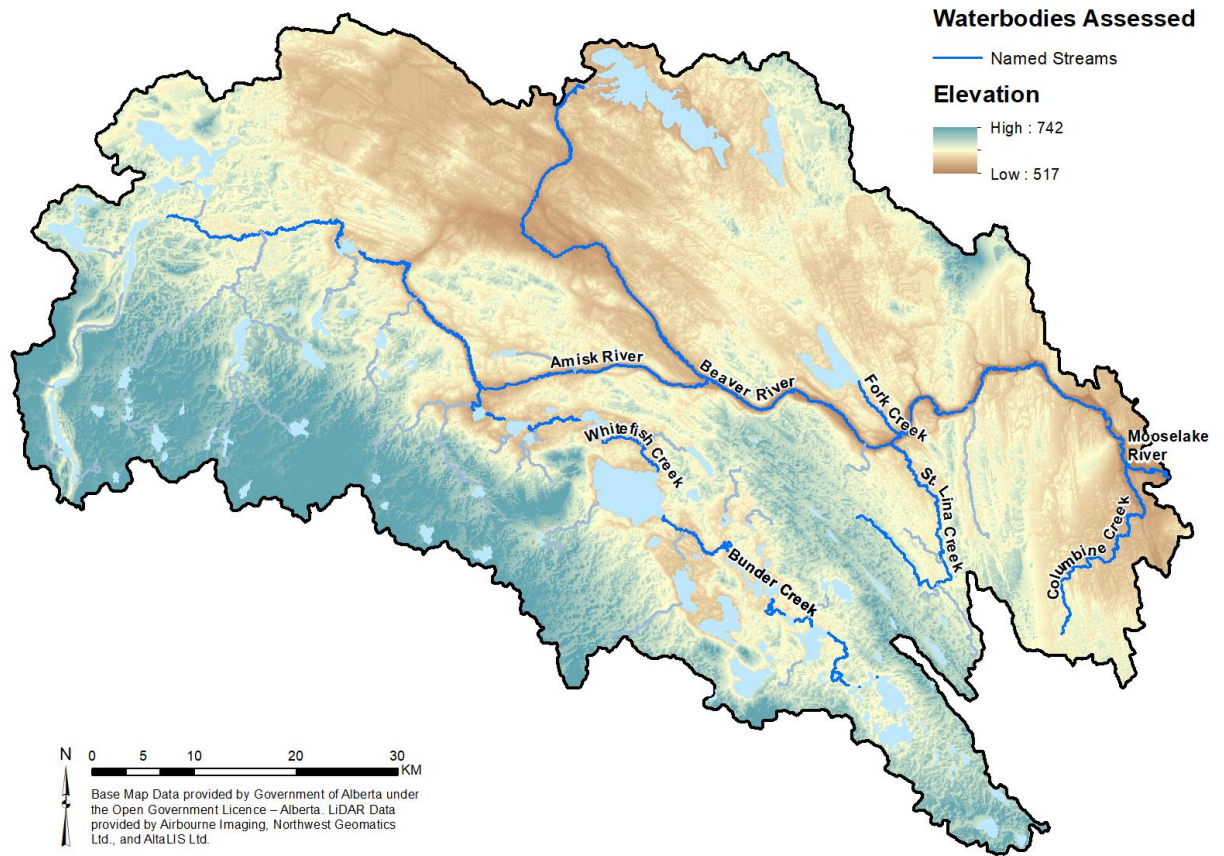 Waterbodies Assessed
Named Streams
Elevation
High : 742
Low : 517
Amisk River
Beaver River
Fork Creek
Whitefish Creek
St. Lina Creek
Mooselake
River
Columbine Creek
Bunder Creek
N
0 5 10 20 30
KM
Base Map Data provided by Government of Alberta under
the Open Government Licence – Alberta. LiDAR Data
provided by Airbourne Imaging, Northwest Geomatics
Ltd., and AltaLIS Ltd.